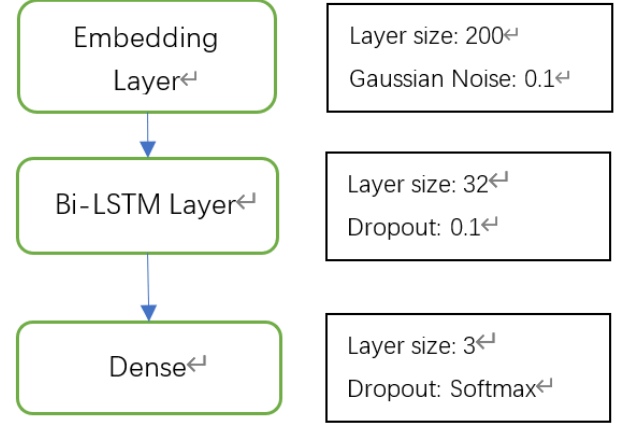 Embedding
Layer↵
Layer size: 200↵
Gaussian Noise: 0.1↵
Bi-LSTM Layer↵
Layer size: 32↵
Dropout: 0.1↵
Dense↵
Layer size: 3↵
Dropout: Softmax↵